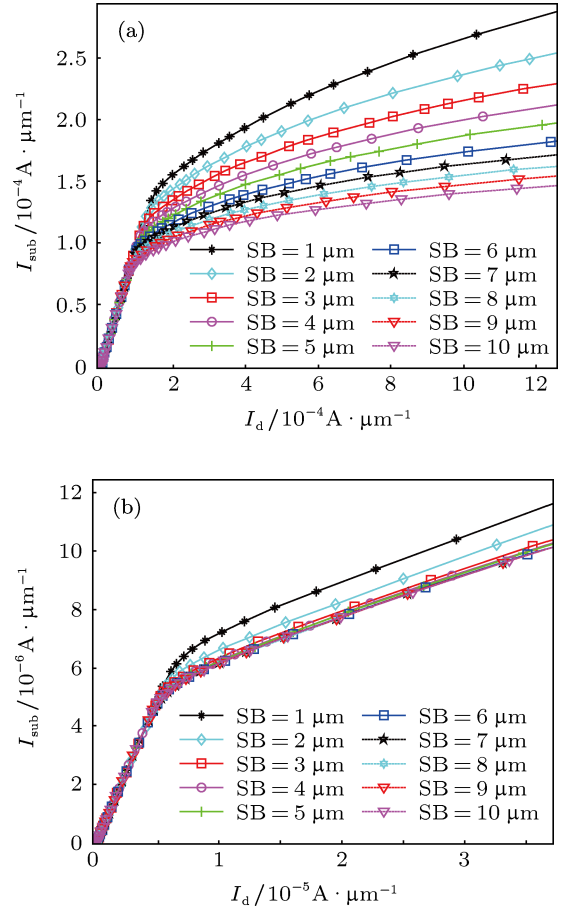 (a)
2.5
2.0
1.5
1.0
0.5
0
I_sub/10⁻⁴A·μm⁻¹
SB=1 μm
SB=2 μm
SB=3 μm
SB=4 μm
SB=5 μm
SB=6 μm
SB=7 μm
SB=8 μm
SB=9 μm
SB=10 μm
0 2 4 6 8 10 12
I_d/10⁻⁴A·μm⁻¹
(b)
12
10
8
6
4
2
0
I_sub/10⁻⁶A·μm⁻¹
SB=1 μm
SB=2 μm
SB=3 μm
SB=4 μm
SB=5 μm
SB=6 μm
SB=7 μm
SB=8 μm
SB=9 μm
SB=10 μm
0 1 2 3
I_d/10⁻⁵A·μm⁻¹